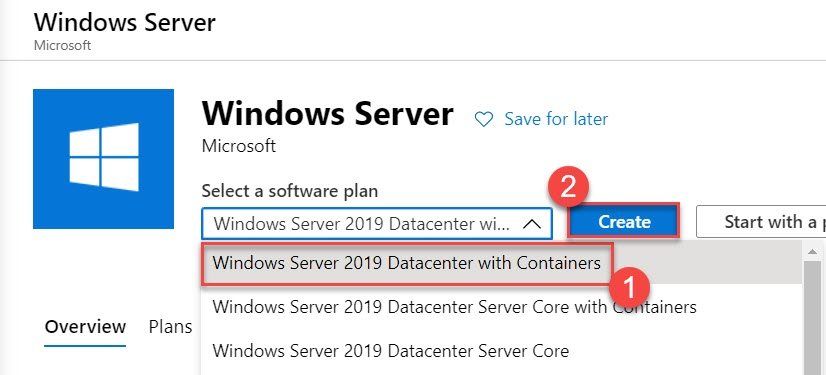 Windows Server
Microsoft
Windows Server
Save for later
Microsoft
Select a software plan
2
Windows Server 2019 Datacenter wi...
Create
Start with a p
Windows Server 2019 Datacenter with Containers
1
Windows Server 2019 Datacenter Server Core with Containers
Overview
Plans
Windows Server 2019 Datacenter Server Core